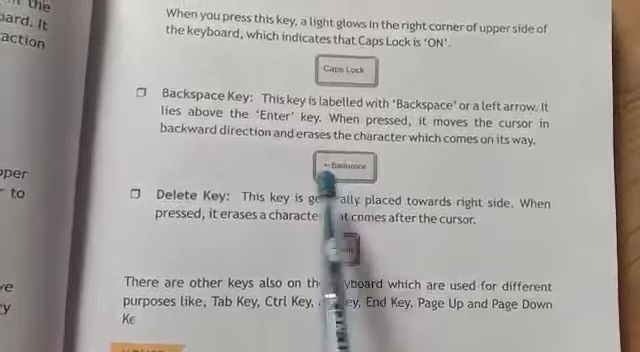 the
oard. It
action
pper
r to
ve
y
When you press this key, a light glows in the right corner of upper side of
the keyboard, which indicates that Caps Lock is 'ON'.
Caps Lock
❐ Backspace Key: This key is labelled with 'Backspace' or a left arrow. It
lies above the 'Enter' key. When pressed, it moves the cursor in
backward direction and erases the character which comes on its way.
←Backspace
❐ Delete Key: This key is ge ally placed towards right side. When
pressed, it erases a characte at comes after the cursor.
There are other keys also on th yboard which are used for different
purposes like, Tab Key, Ctrl Key, ey, End Key, Page Up and Page Down
Ke